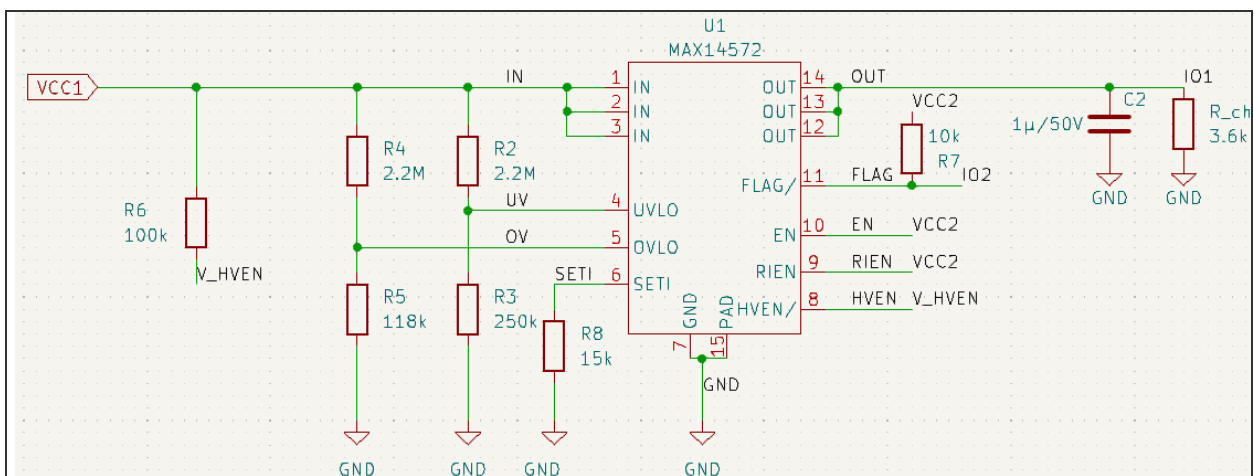 U1
MAX14572
VCC1
IN
1
IN
OUT
14
OUT
IO1
2
IN
OUT
13
VCC2
C2
3
IN
OUT
12
10k
1µ/50V
R_ch
3.6k
R4
2.2M
R2
2.2M
R7
FLAG/
11
FLAG
IO2
GND
GND
R6
100k
UV
4
UVLO
OV
5
OVLO
EN
10
EN
VCC2
V_HVEN
SETI
6
SETI
RIEN
9
RIEN
VCC2
R5
118k
R3
250k
HVEN/
8
HVEN
V_HVEN
R8
15k
GND
PAD
7
15
GND
GND
GND
GND
GND